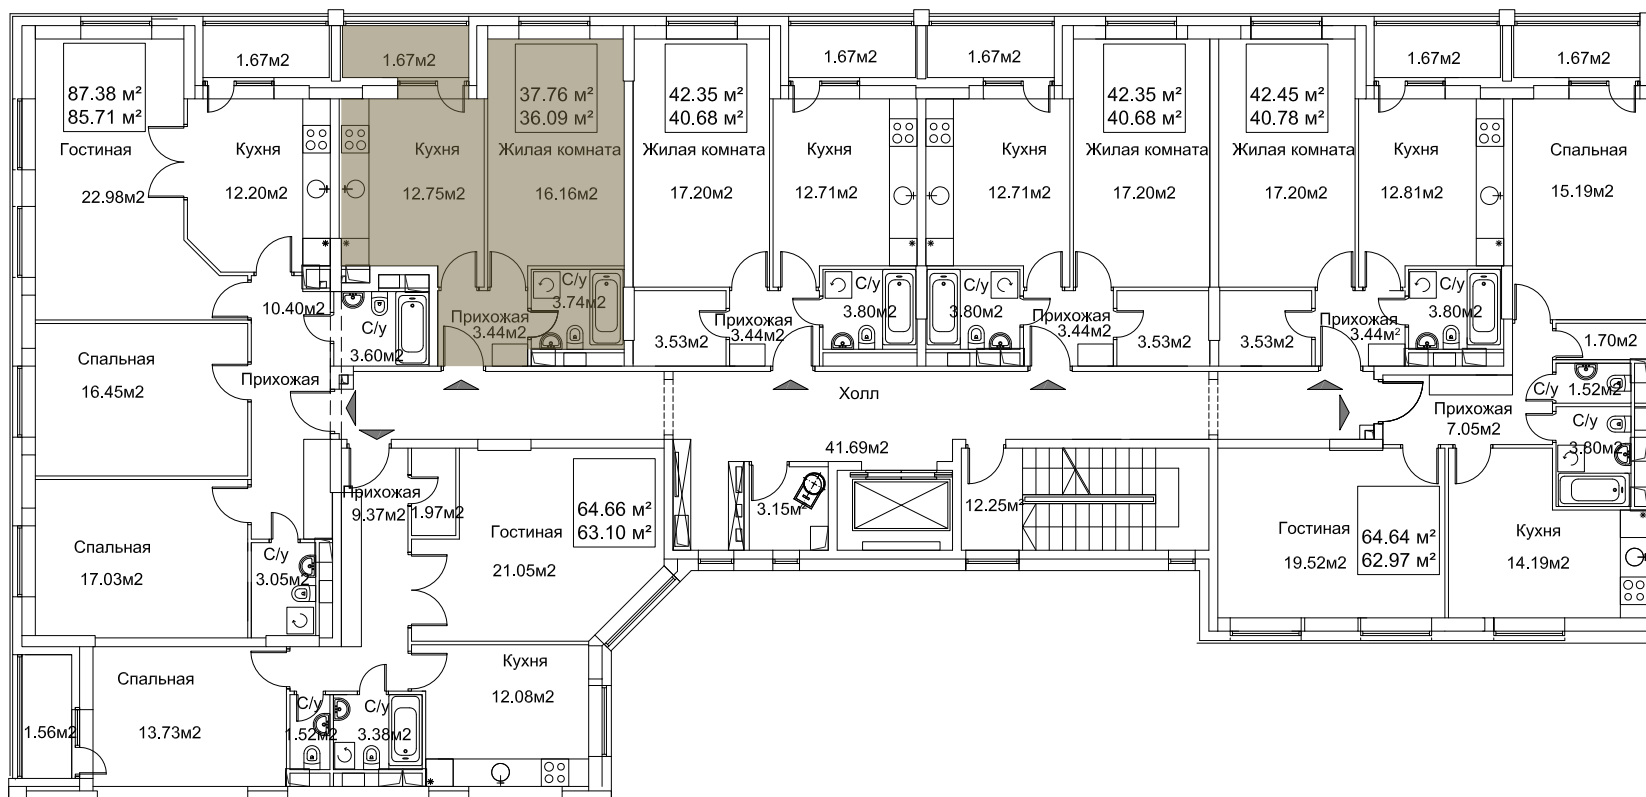 1.67м2
1.67м2
1.67м2
1.67м2
1.67м2
1.67м2
87.38 м²
85.71 м²
37.76 м²
36.09 м²
42.35 м²
40.68 м²
42.35 м²
40.68 м²
42.45 м²
40.78 м²
Гостиная
22.98м2
Кухня
12.20м2
Кухня
12.75м2
Жилая комната
16.16м2
Жилая комната
17.20м2
Кухня
12.71м2
Кухня
12.71м2
Жилая комната
17.20м2
Жилая комната
17.20м2
Кухня
12.81м2
Спальная
15.19м2
10.40м2
С/у
3.60м2
Прихожая
3.44м2
С/у
3.74м2
3.53м2
Прихожая
3.44м2
С/у
3.80м2
С/у
3.80м2
Прихожая
3.44м2
3.53м2
3.53м2
Прихожая
3.44м²
С/у
3.80м2
1.70м2
Спальная
16.45м2
Прихожая
Холл
41.69м2
С/у
1.52м2
Прихожая
7.05м2
С/у
3.80м2
Прихожая
9.37м2
1.97м2
64.66 м²
63.10 м²
Гостиная
21.05м2
3.15м²
12.25м²
Гостиная
19.52м2
64.64 м²
62.97 м²
Кухня
14.19м2
Спальная
17.03м2
С/у
3.05м2
Спальная
13.73м2
1.56м2
С/у
1.52м2
С/у
3.38м2
Кухня
12.08м2